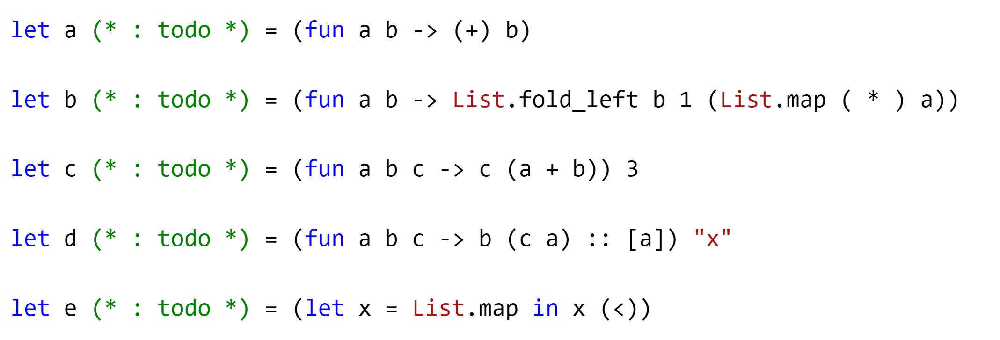 let a (* : todo *) = (fun a b -> (+) b)
let b (* : todo *) = (fun a b -> List.fold_left b 1 (List.map ( * ) a))
let c (* : todo *) = (fun a b c -> c (a + b)) 3
let d (* : todo *) = (fun a b c -> b (c a) :: [a]) "x"
let e (* : todo *) = (let x = List.map in x (<))